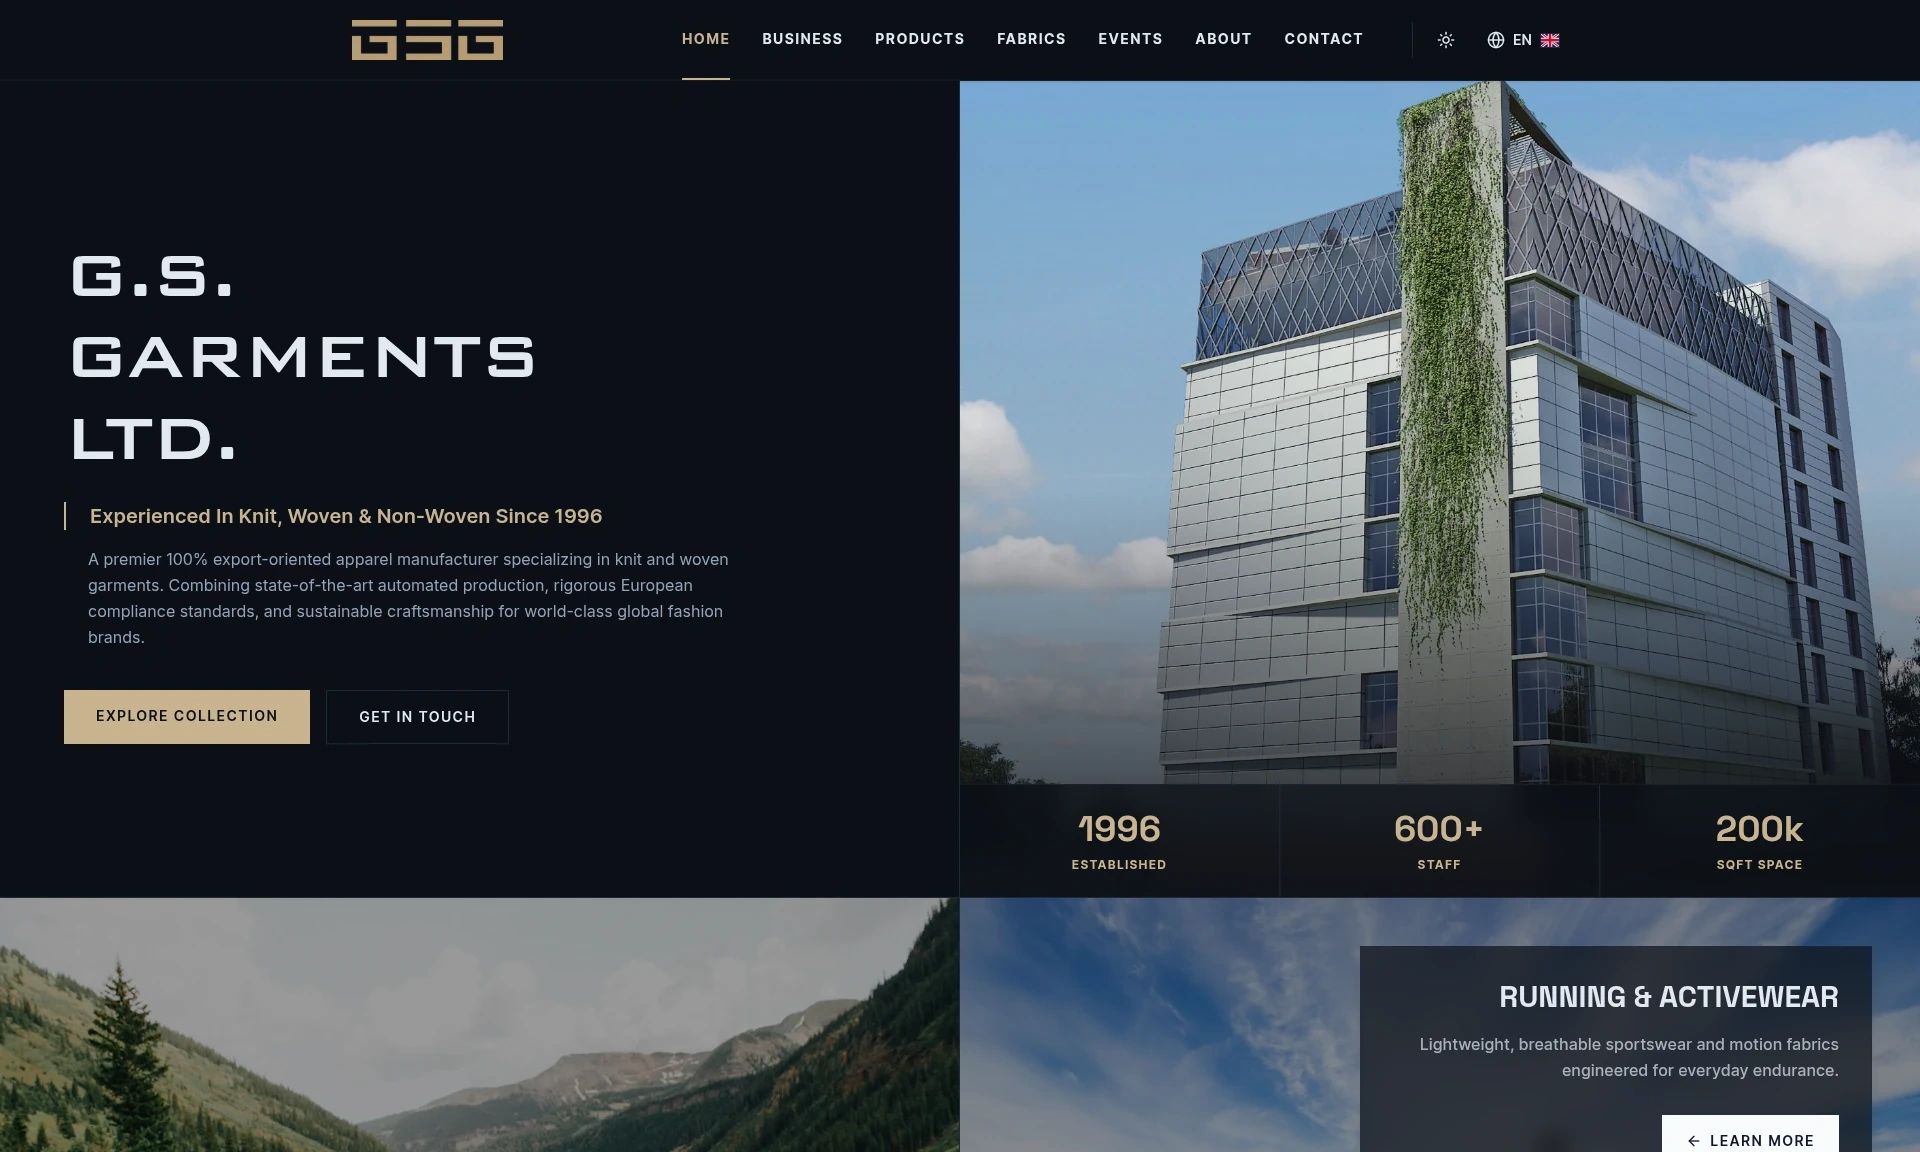 GSG
HOME
BUSINESS
PRODUCTS
FABRICS
EVENTS
ABOUT
CONTACT
EN
G.S.
GARMENTS
LTD.
Experienced In Knit, Woven & Non-Woven Since 1996
A premier 100% export-oriented apparel manufacturer specializing in knit and woven
garments. Combining state-of-the-art automated production, rigorous European
compliance standards, and sustainable craftsmanship for world-class global fashion
brands.
EXPLORE COLLECTION
GET IN TOUCH
1996
ESTABLISHED
600+
STAFF
200k
SQFT SPACE
RUNNING & ACTIVEWEAR
Lightweight, breathable sportswear and motion fabrics
engineered for everyday endurance.
LEARN MORE